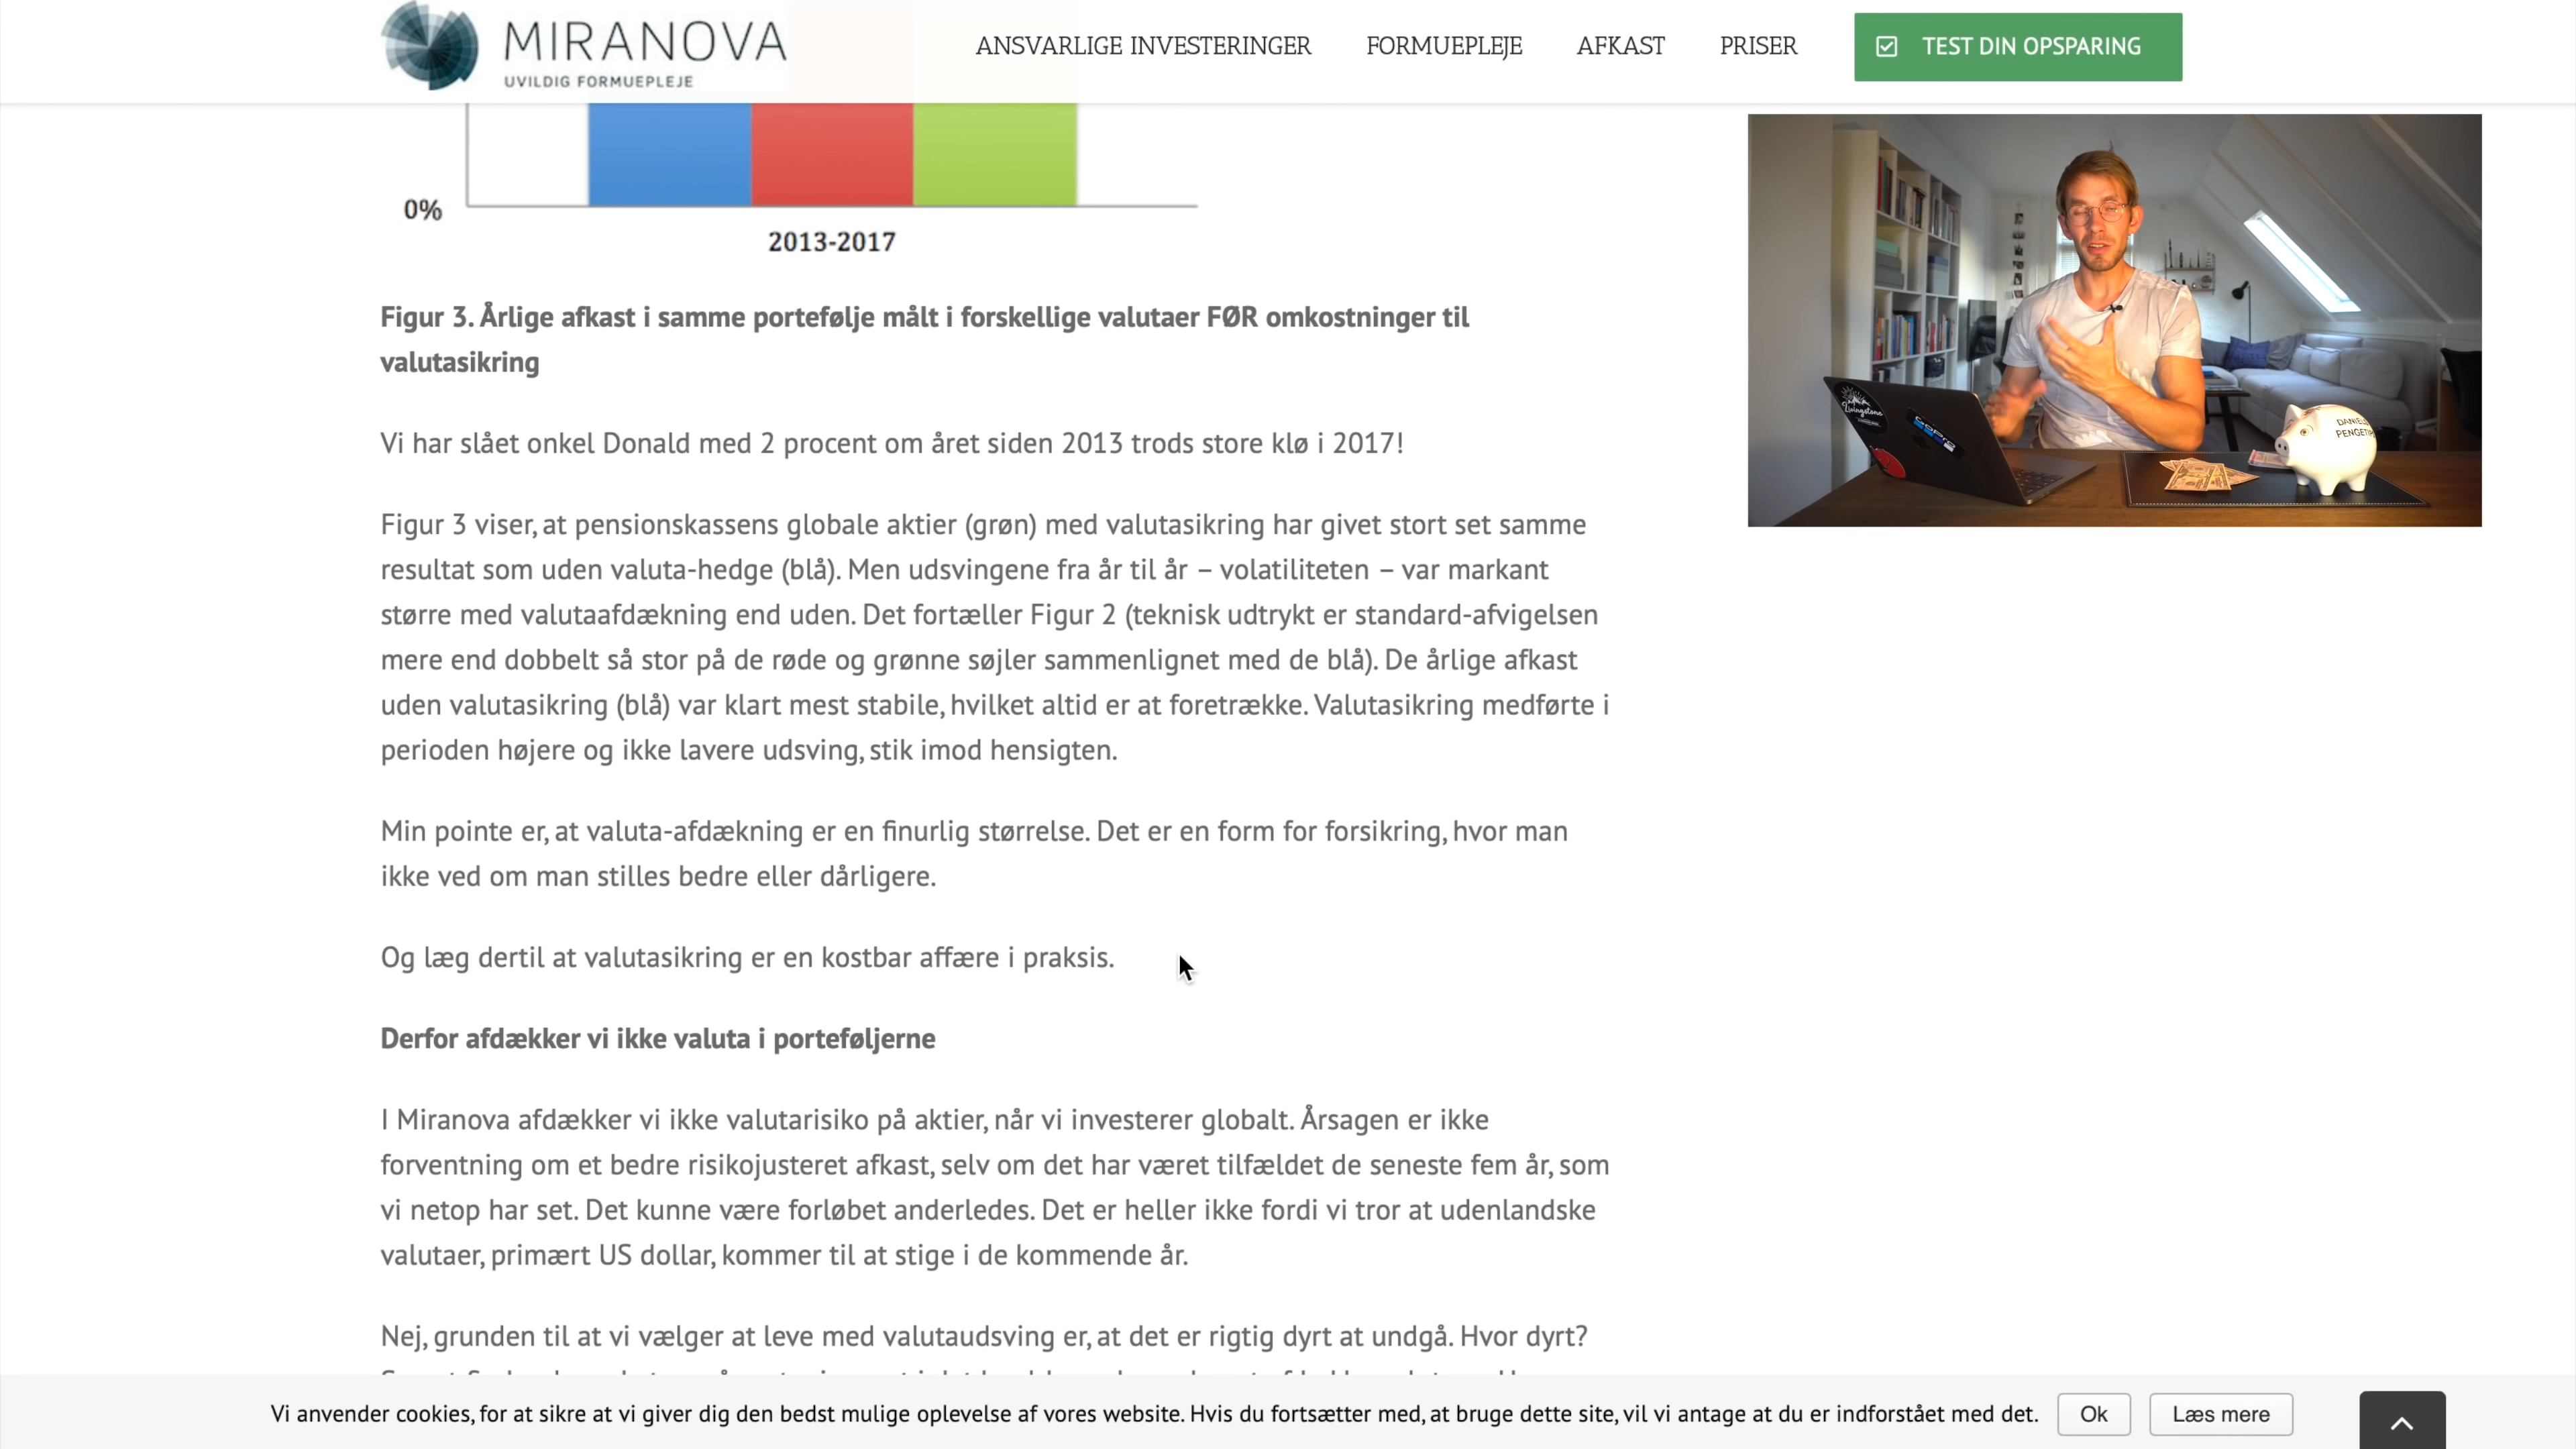 MIRANOVA
UVILDIG FORMUEPLEJE
ANSVARLIGE INVESTERINGER
FORMUEPLEJE
AFKAST
PRISER
TEST DIN OPSPARING
0%
2013-2017
Figur 3. Årlige afkast i samme portefølje målt i forskellige valutaer FØR omkostninger til
valutasikring
Vi har slået onkel Donald med 2 procent om året siden 2013 trods store klø i 2017!
Figur 3 viser, at pensionskassens globale aktier (grøn) med valutasikring har givet stort set samme
resultat som uden valuta-hedge (blå). Men udsvingene fra år til år – volatiliteten – var markant
større med valutaafdækning end uden. Det fortæller Figur 2 (teknisk udtrykt er standard-afvigelsen
mere end dobbelt så stor på de røde og grønne søjler sammenlignet med de blå). De årlige afkast
uden valutasikring (blå) var klart mest stabile, hvilket altid er at foretrække. Valutasikring medførte i
perioden højere og ikke lavere udsving, stik imod hensigten.
Min pointe er, at valuta-afdækning er en finurlig størrelse. Det er en form for forsikring, hvor man
ikke ved om man stilles bedre eller dårligere.
Og læg dertil at valutasikring er en kostbar affære i praksis.
Derfor afdækker vi ikke valuta i porteføljerne
I Miranova afdækker vi ikke valutarisiko på aktier, når vi investerer globalt. Årsagen er ikke
forventning om et bedre risikojusteret afkast, selv om det har været tilfældet de seneste fem år, som
vi netop har set. Det kunne være forløbet anderledes. Det er heller ikke fordi vi tror at udenlandske
valutaer, primært US dollar, kommer til at stige i de kommende år.
Nej, grunden til at vi vælger at leve med valutaudsving er, at det er rigtig dyrt at undgå. Hvor dyrt?
Vi anvender cookies, for at sikre at vi giver dig den bedst mulige oplevelse af vores website. Hvis du fortsætter med, at bruge dette site, vil vi antage at du er indforstået med det.
Ok
Læs mere
Livingstone
GoPro